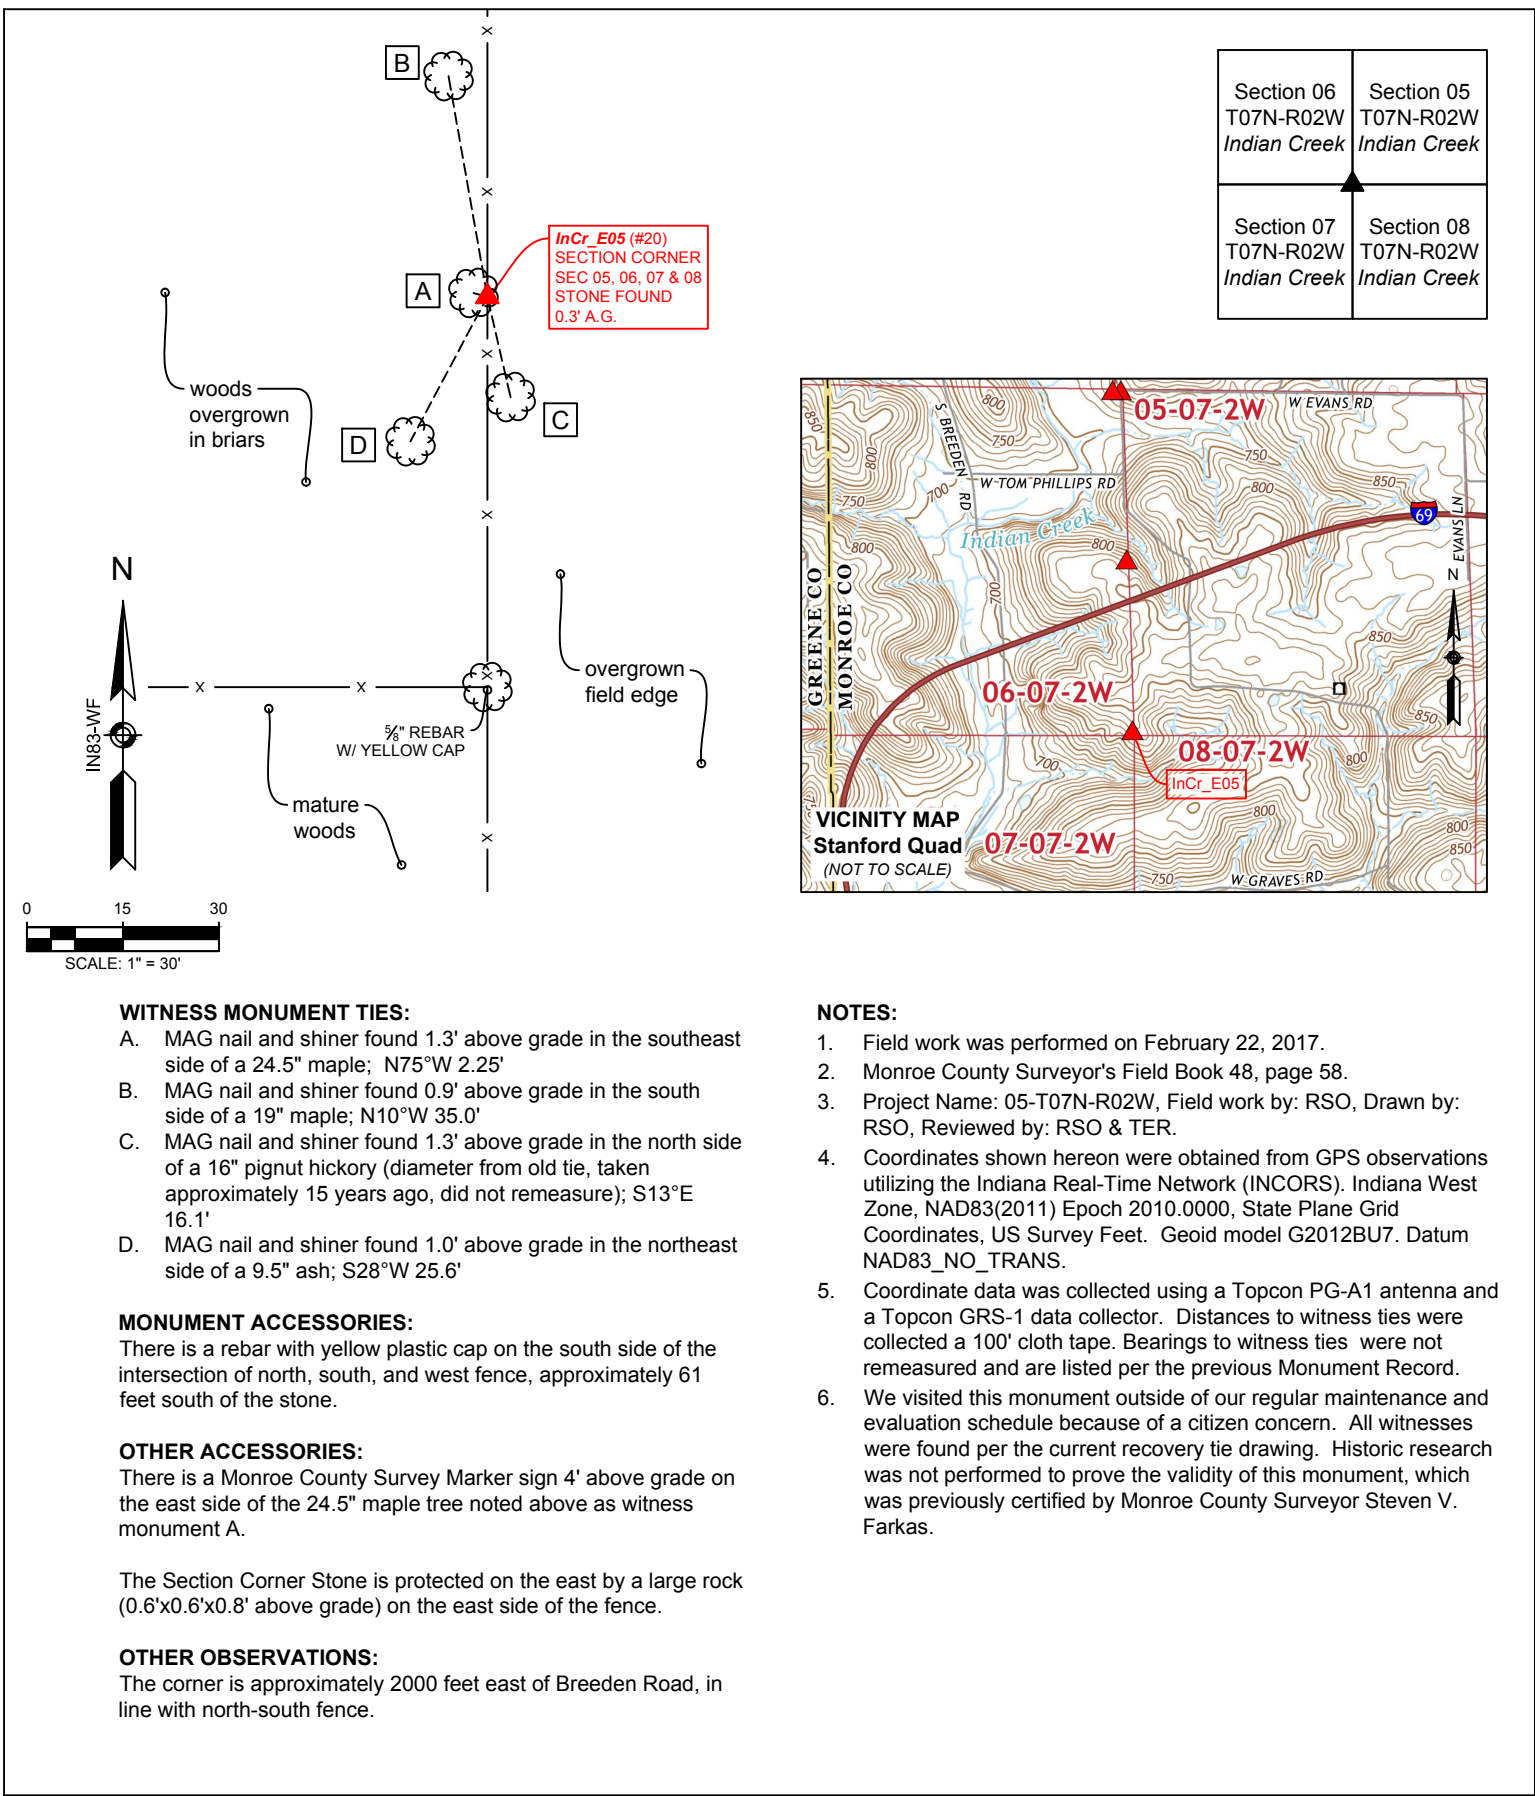 B
A
C
D
InCr_E05 (#20)
SECTION CORNER
SEC 05, 06, 07 & 08
STONE FOUND
0.3' A.G.
woods
overgrown
in briars
N
IN83-WF
X
X
X
X
X
X
X
X
5/8" REBAR
W/ YELLOW CAP
overgrown
field edge
mature
woods
0 15 30
SCALE: 1" = 30'
Section 06
T07N-R02W
Indian Creek
Section 05
T07N-R02W
Indian Creek
Section 07
T07N-R02W
Indian Creek
Section 08
T07N-R02W
Indian Creek
05-07-2W
W EVANS RD
S BREEDEN RD
W TOM PHILLIPS RD
Indian Creek
69
EVANS LN
N
GREENE CO
MONROE CO
06-07-2W
08-07-2W
InCr_E05
07-07-2W
W GRAVES RD
850
800
750
800
750
700
800
800
700
750
800
850
850
850
800
700
800
800
850
750
VICINITY MAP
Stanford Quad
(NOT TO SCALE)
WITNESS MONUMENT TIES:
A. MAG nail and shiner found 1.3' above grade in the southeast
side of a 24.5" maple; N75°W 2.25'
B. MAG nail and shiner found 0.9' above grade in the south
side of a 19" maple; N10°W 35.0'
C. MAG nail and shiner found 1.3' above grade in the north side
of a 16" pignut hickory (diameter from old tie, taken
approximately 15 years ago, did not remeasure); S13°E
16.1'
D. MAG nail and shiner found 1.0' above grade in the northeast
side of a 9.5" ash; S28°W 25.6'
MONUMENT ACCESSORIES:
There is a rebar with yellow plastic cap on the south side of the
intersection of north, south, and west fence, approximately 61
feet south of the stone.
OTHER ACCESSORIES:
There is a Monroe County Survey Marker sign 4' above grade on
the east side of the 24.5" maple tree noted above as witness
monument A.
The Section Corner Stone is protected on the east by a large rock
(0.6'x0.6'x0.8' above grade) on the east side of the fence.
OTHER OBSERVATIONS:
The corner is approximately 2000 feet east of Breeden Road, in
line with north-south fence.
NOTES:
1. Field work was performed on February 22, 2017.
2. Monroe County Surveyor's Field Book 48, page 58.
3. Project Name: 05-T07N-R02W, Field work by: RSO, Drawn by:
RSO, Reviewed by: RSO & TER.
4. Coordinates shown hereon were obtained from GPS observations
utilizing the Indiana Real-Time Network (INCORS). Indiana West
Zone, NAD83(2011) Epoch 2010.0000, State Plane Grid
Coordinates, US Survey Feet. Geoid model G2012BU7. Datum
NAD83_NO_TRANS.
5. Coordinate data was collected using a Topcon PG-A1 antenna and
a Topcon GRS-1 data collector. Distances to witness ties were
collected a 100' cloth tape. Bearings to witness ties were not
remeasured and are listed per the previous Monument Record.
6. We visited this monument outside of our regular maintenance and
evaluation schedule because of a citizen concern. All witnesses
were found per the current recovery tie drawing. Historic research
was not performed to prove the validity of this monument, which
was previously certified by Monroe County Surveyor Steven V.
Farkas.